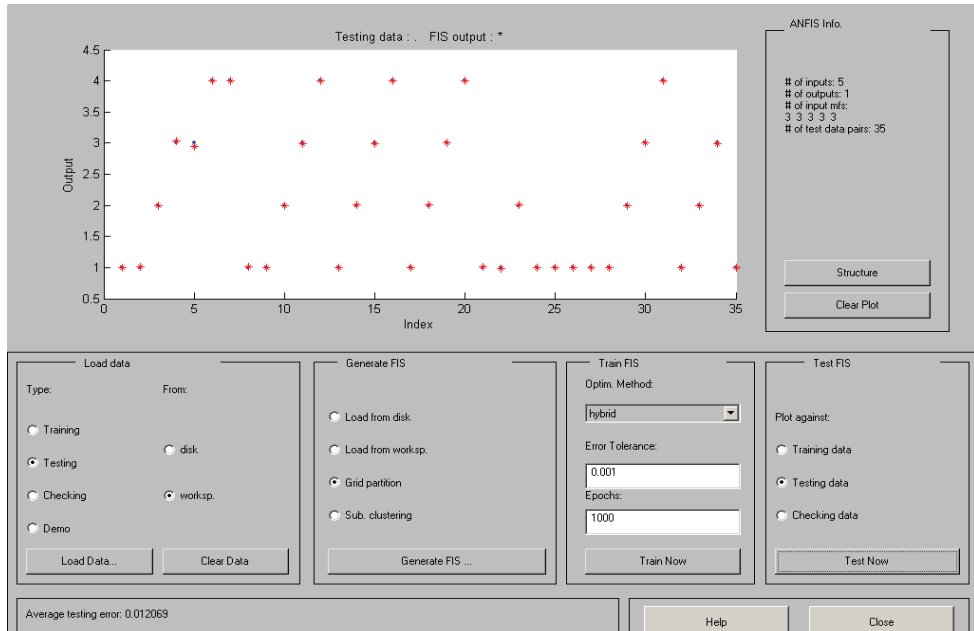 Testing data : .   FIS output : *
4.5
4
3.5
3
2.5
2
1.5
1
0.5
0 5 10 15 20 25 30 35
Output
Index
ANFIS Info.
# of inputs: 5
# of outputs: 1
# of input mfs:
3 3 3 3 3
# of test data pairs: 35
Structure
Clear Plot
Load data
Type:
From:
Training
Testing
Checking
Demo
disk
worksp.
Load Data...
Clear Data
Generate FIS
Load from disk
Load from worksp.
Grid partition
Sub. clustering
Generate FIS ...
Train FIS
Optim. Method:
hybrid
Error Tolerance:
0.001
Epochs:
1000
Train Now
Test FIS
Plot against:
Training data
Testing data
Checking data
Test Now
Average testing error: 0.012069
Help
Close